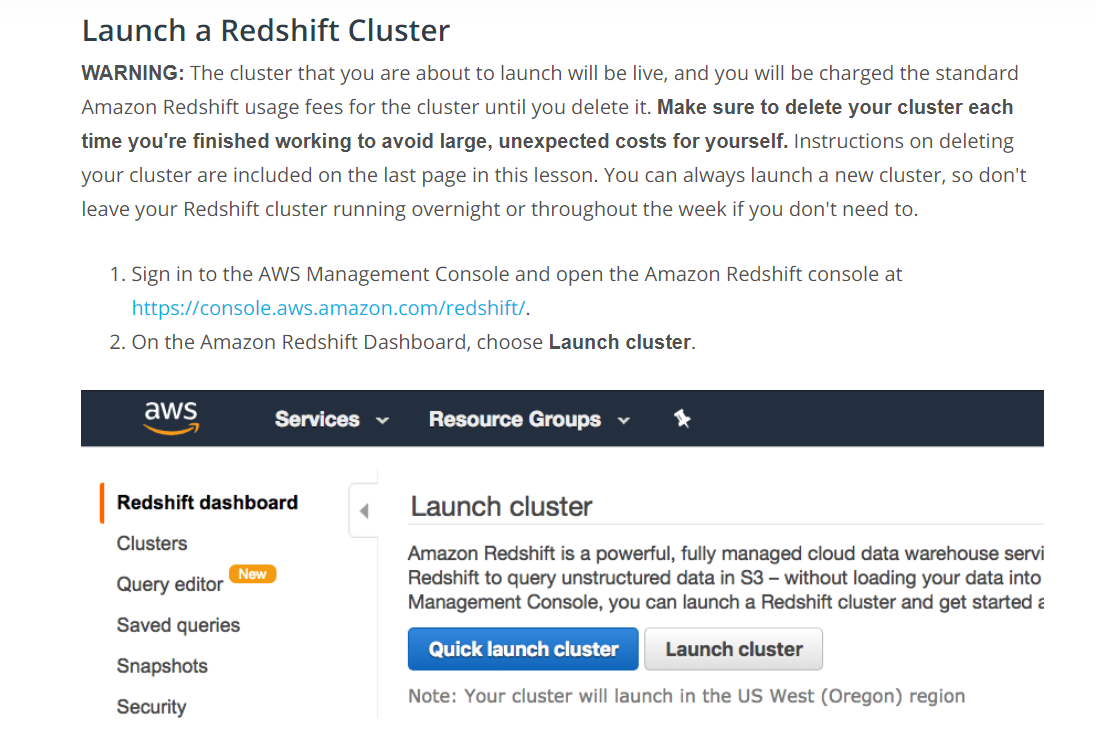 Launch a Redshift Cluster
WARNING: The cluster that you are about to launch will be live, and you will be charged the standard
Amazon Redshift usage fees for the cluster until you delete it. Make sure to delete your cluster each
time you're finished working to avoid large, unexpected costs for yourself. Instructions on deleting
your cluster are included on the last page in this lesson. You can always launch a new cluster, so don't
leave your Redshift cluster running overnight or throughout the week if you don't need to.
1. Sign in to the AWS Management Console and open the Amazon Redshift console at
https://console.aws.amazon.com/redshift/.
2. On the Amazon Redshift Dashboard, choose Launch cluster.
aws Services Resource Groups
Redshift dashboard
Clusters
Query editor New
Saved queries
Snapshots
Security
Launch cluster
Amazon Redshift is a powerful, fully managed cloud data warehouse servi
Redshift to query unstructured data in S3 – without loading your data into
Management Console, you can launch a Redshift cluster and get started a
Quick launch cluster Launch cluster
Note: Your cluster will launch in the US West (Oregon) region